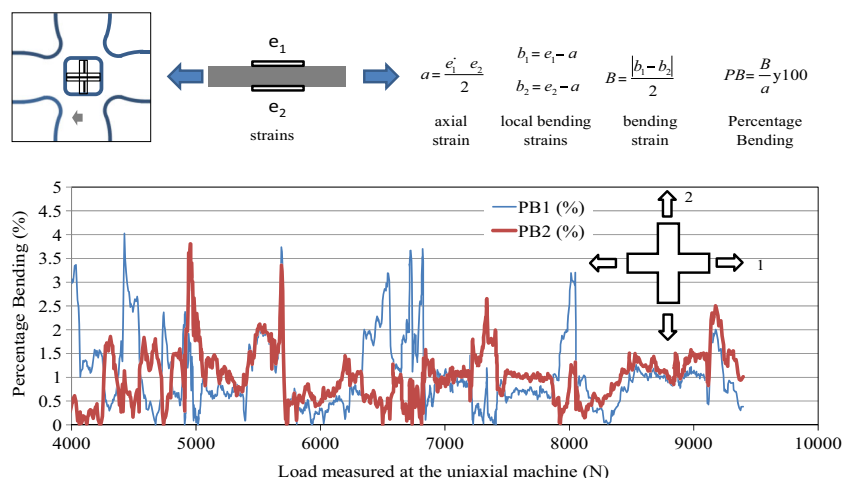 e1
e2
strains
a = e1· e2 / 2
axial
strain
b1 = e1 – a
b2 = e2 – a
local bending
strains
B = |b1 – b2| / 2
bending
strain
PB = B / a y100
Percentage
Bending
Percentage Bending (%)
5
4.5
4
3.5
3
2.5
2
1.5
1
0.5
0
PB1 (%)
PB2 (%)
2
1
4000 5000 6000 7000 8000 9000 10000
Load measured at the uniaxial machine (N)